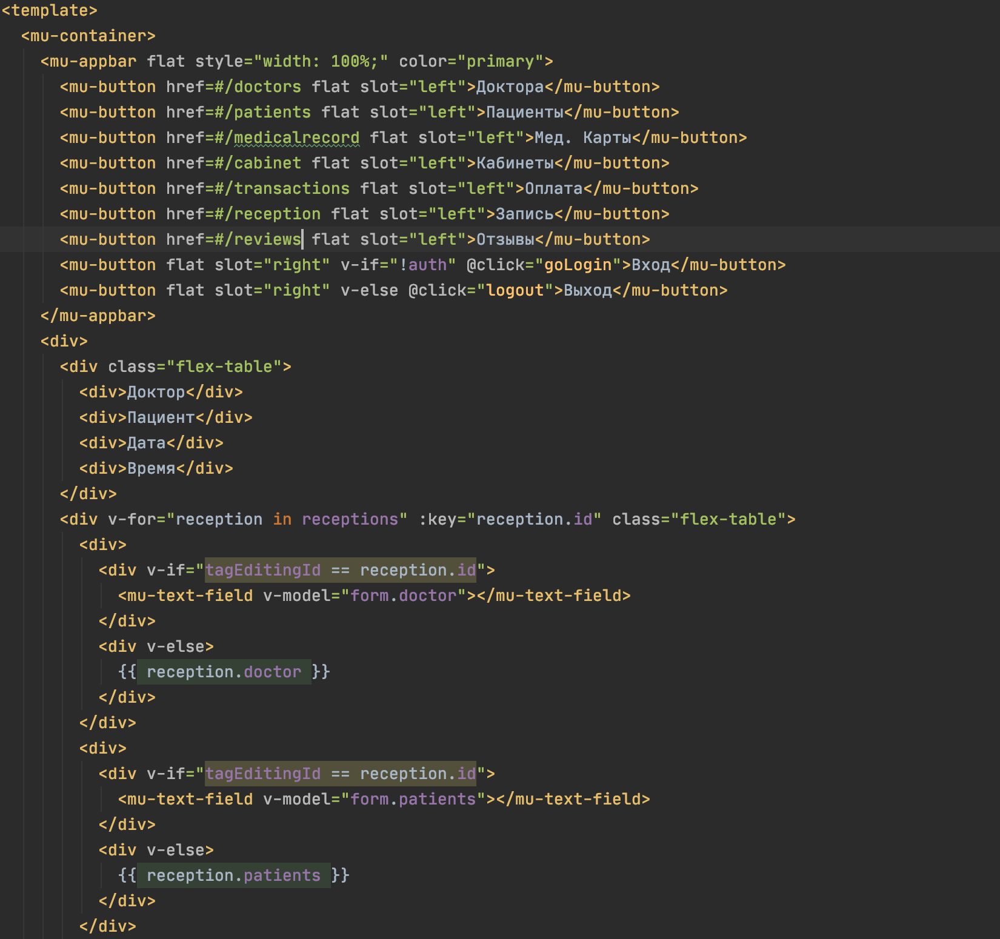 <template>
<mu-container>
<mu-appbar flat style="width: 100%;" color="primary">
<mu-button href=#/doctors flat slot="left">Доктора</mu-button>
<mu-button href=#/patients flat slot="left">Пациенты</mu-button>
<mu-button href=#/medicalrecord flat slot="left">Мед. Карты</mu-button>
<mu-button href=#/cabinet flat slot="left">Кабинеты</mu-button>
<mu-button href=#/transactions flat slot="left">Оплата</mu-button>
<mu-button href=#/reception flat slot="left">Запись</mu-button>
<mu-button href=#/reviews flat slot="left">Отзывы</mu-button>
<mu-button flat slot="right" v-if="!auth" @click="goLogin">Вход</mu-button>
<mu-button flat slot="right" v-else @click="logout">Выход</mu-button>
</mu-appbar>
<div>
<div class="flex-table">
<div>Доктор</div>
<div>Пациент</div>
<div>Дата</div>
<div>Время</div>
</div>
<div v-for="reception in receptions" :key="reception.id" class="flex-table">
<div>
<div v-if="tagEditingId == reception.id">
<mu-text-field v-model="form.doctor"></mu-text-field>
</div>
<div v-else>
{{ reception.doctor }}
</div>
</div>
<div>
<div v-if="tagEditingId == reception.id">
<mu-text-field v-model="form.patients"></mu-text-field>
</div>
<div v-else>
{{ reception.patients }}
</div>
</div>